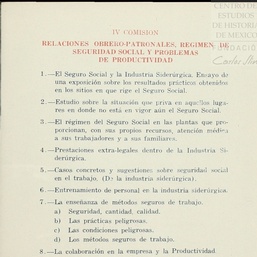 CENTRO DE
ESTUDIOS
DE HISTORIA
DE MEXICO
FUNDACIÓN
Carlos Slim
IV COMISION
RELACIONES OBRERO-PATRONALES, REGIMEN DE
SEGURIDAD SOCIAL Y PROBLEMAS
DE PRODUCTIVIDAD
1.—El Seguro Social y la Industria Siderúrgica. Ensayo de
una exposición sobre los resultados prácticos obtenidos
en los sitios en que rige el Seguro Social.
2.—Estudio sobre la situación que priva en aquellos luga-
res en donde no está en vigor aún el Seguro Social.
3.—El régimen del Seguro Social en las plantas que pro-
porcionan, con sus propios recursos, atención médica
a sus trabajadores y a sus familiares.
4.—Prestaciones extra-legales dentro de la Industria Si-
derúrgica.
5.—Casos concretos y sugestiones sobre seguridad social
en el trabajo. (De la industria siderúrgica).
6.—Entrenamiento de personal en la industria siderúrgica.
7.—La enseñanza de métodos seguros de trabajo.
a) Seguridad, cantidad, calidad.
b) Las prácticas peligrosas.
c) Las condiciones peligrosas.
d) Los métodos seguros de trabajo.
8.—La colaboración en la empresa y la Productividad.